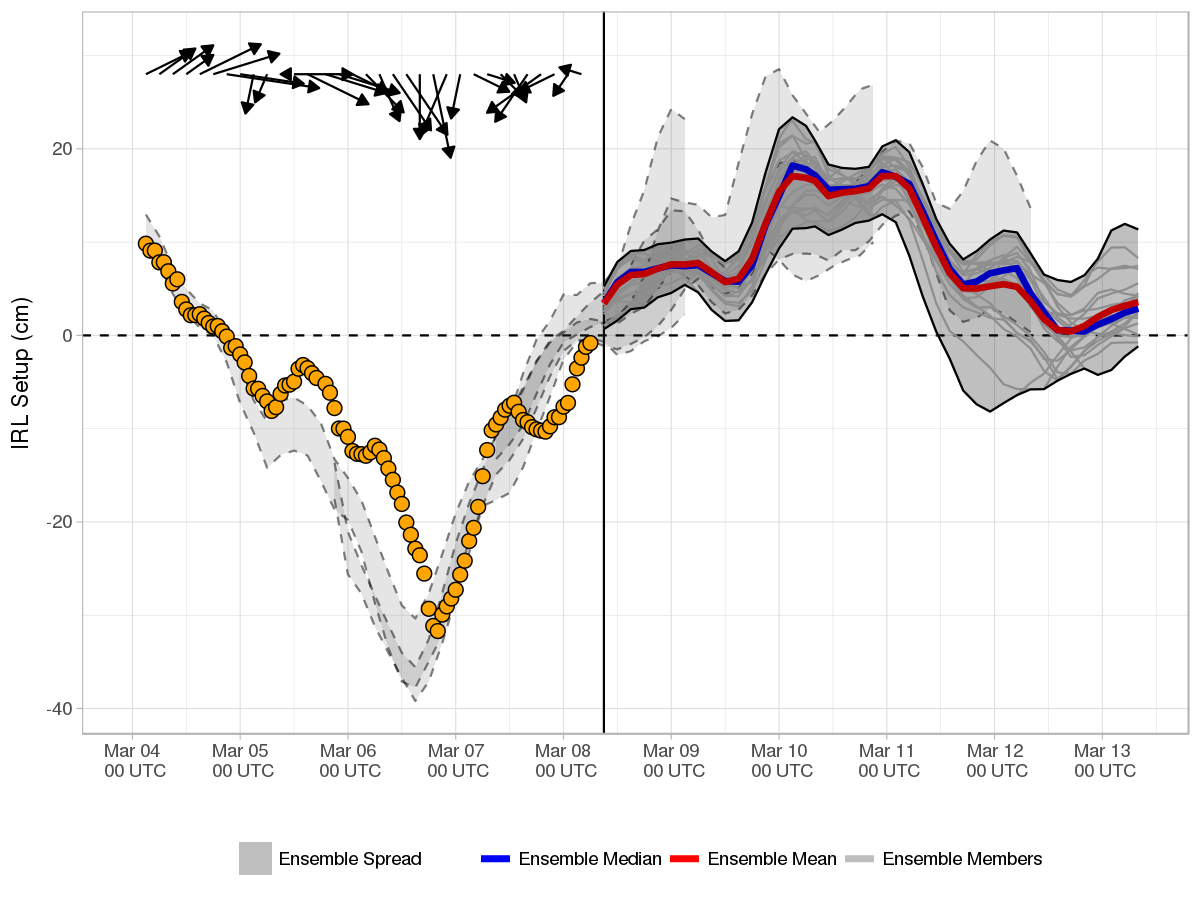 IRL Setup (cm)
20
0
-20
-40
Mar 04 Mar 05 Mar 06 Mar 07 Mar 08 Mar 09 Mar 10 Mar 11 Mar 12 Mar 13
00 UTC 00 UTC 00 UTC 00 UTC 00 UTC 00 UTC 00 UTC 00 UTC 00 UTC 00 UTC
Ensemble Spread Ensemble Median Ensemble Mean Ensemble Members